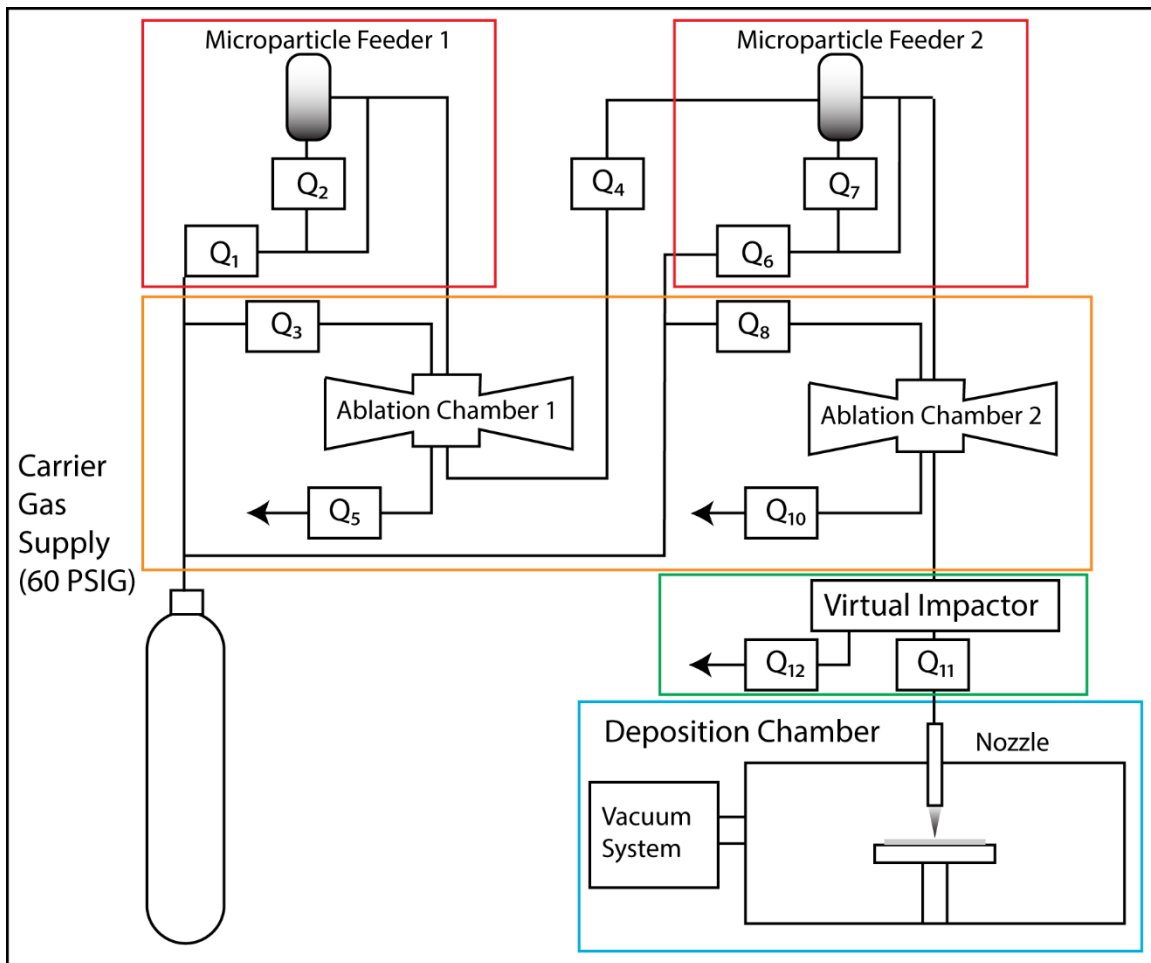 Microparticle Feeder 1
Microparticle Feeder 2
Q₂
Q₄
Q₇
Q₁
Q₆
Q₃
Q₈
Ablation Chamber 1
Ablation Chamber 2
Carrier
Gas
Supply
(60 PSIG)
Q₅
Q₁₀
Virtual Impactor
Q₁₂
Q₁₁
Deposition Chamber
Nozzle
Vacuum
System